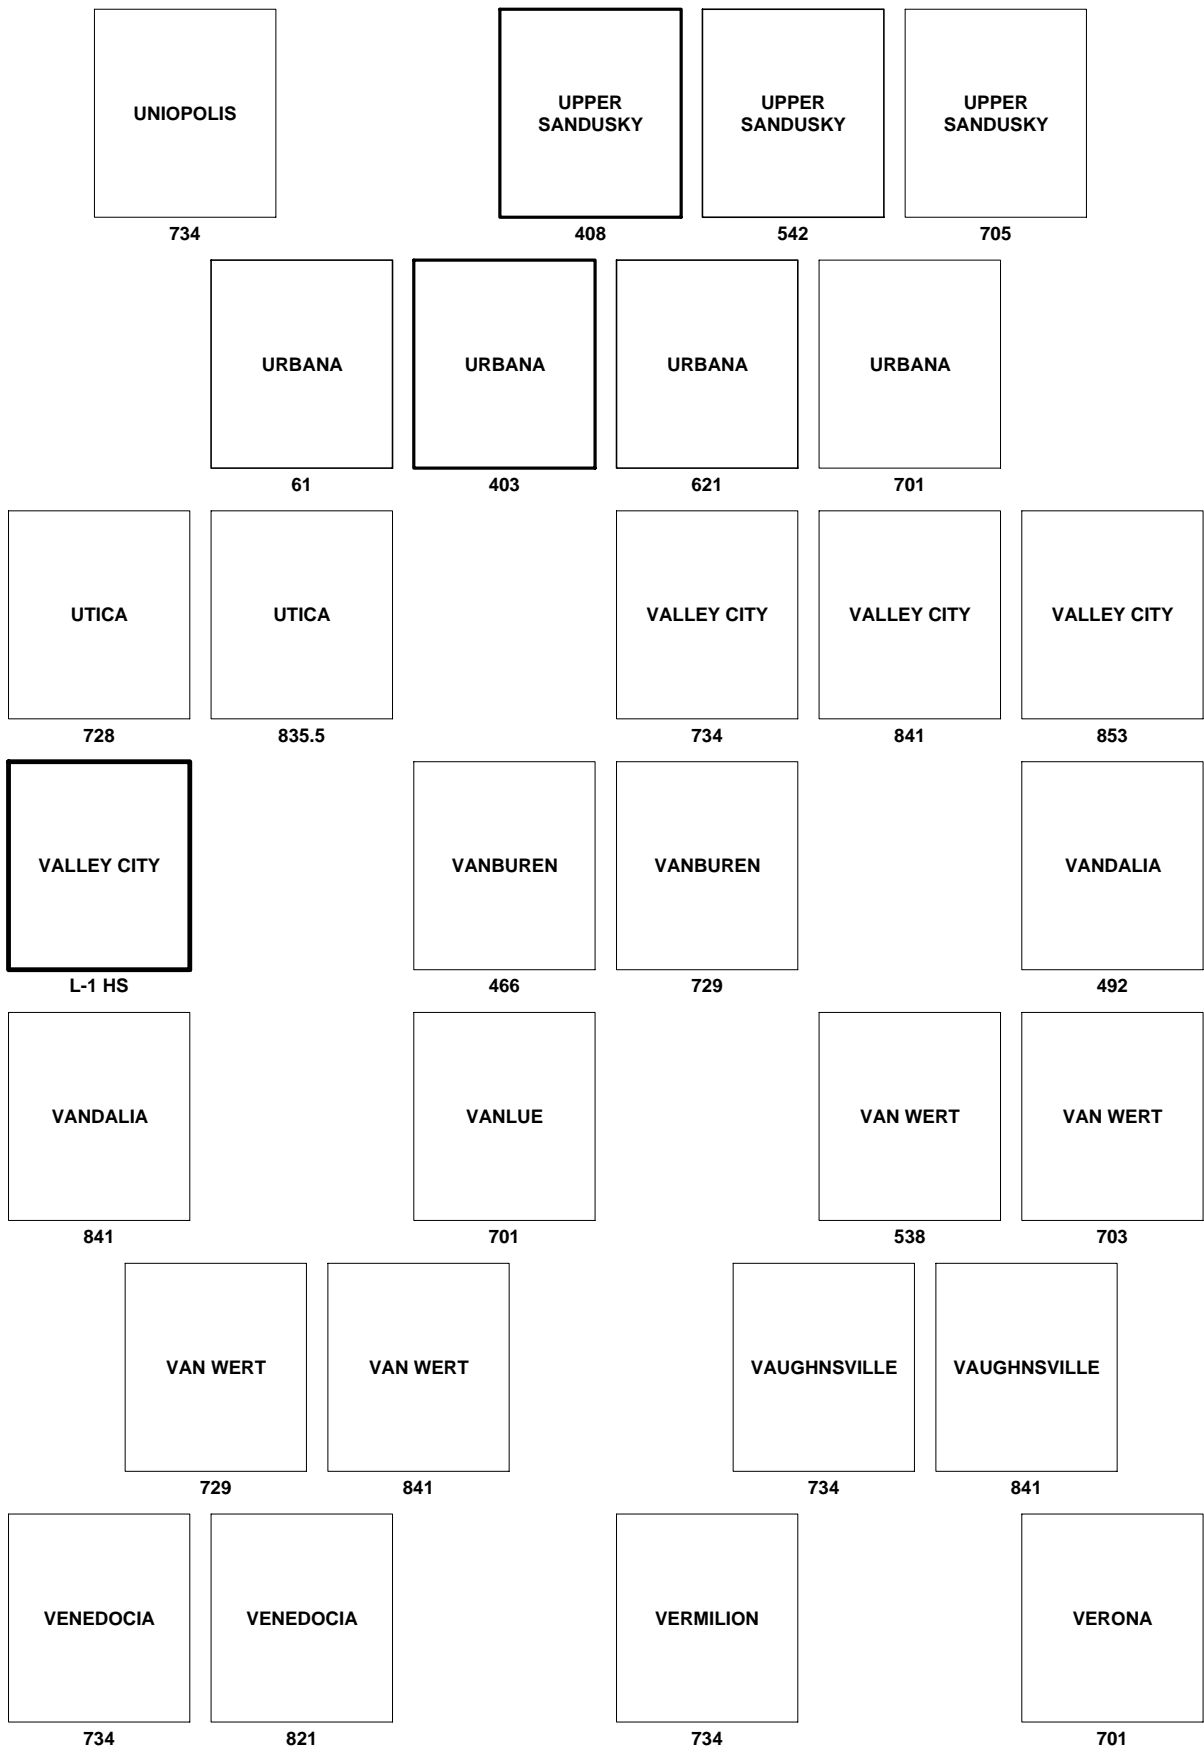 UNIOPOLIS
734
UPPER
SANDUSKY
408
UPPER
SANDUSKY
542
UPPER
SANDUSKY
705
URBANA
61
URBANA
403
URBANA
621
URBANA
701
UTICA
728
UTICA
835.5
VALLEY CITY
734
VALLEY CITY
841
VALLEY CITY
853
VALLEY CITY
L-1 HS
VANBUREN
466
VANBUREN
729
VANDALIA
492
VANDALIA
841
VANLUE
701
VAN WERT
538
VAN WERT
703
VAN WERT
729
VAN WERT
841
VAUGHNSVILLE
734
VAUGHNSVILLE
841
VENEDOCIA
734
VENEDOCIA
821
VERMILION
734
VERONA
701